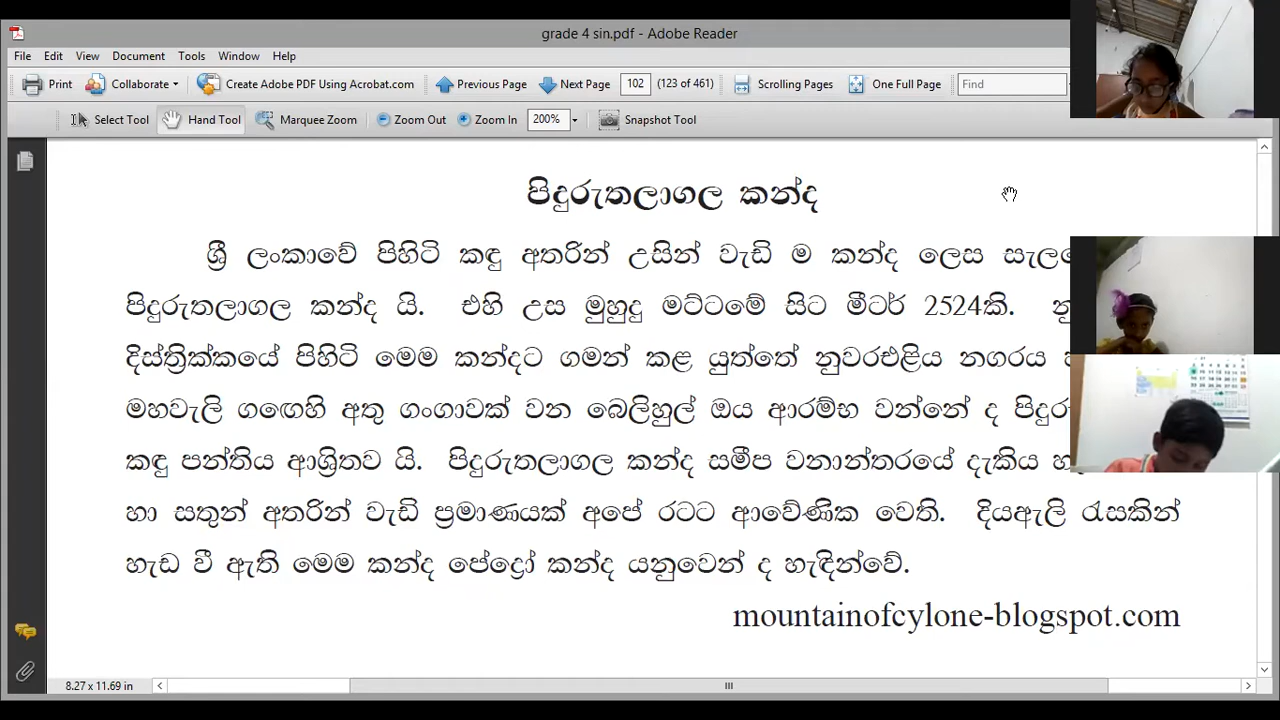 grade 4 sin.pdf - Adobe Reader
File Edit View Document Tools Window Help
Print Collaborate Create Adobe PDF Using Acrobat.com Previous Page Next Page 102 (123 of 461) Scrolling Pages One Full Page Find
Select Tool Hand Tool Marquee Zoom Zoom Out Zoom In 200% Snapshot Tool
පිදුරුතලාගල කන්ද
ශ්‍රී ලංකාවේ පිහිටි කඳු අතරින් උසින් වැඩි ම කන්ද ලෙස
පිදුරුතලාගල කන්ද යි. එහි උස මුහුදු මට්ටමේ සිට මීටර් 2524කි.
දිස්ත්‍රික්කයේ පිහිටි මෙම කන්දට ගමන් කළ යුත්තේ නුවරඑළිය නගරය
මහවැලි ගඟෙහි අතු ගංගාවක් වන බෙලිහුල් ඔය ආරම්භ වන්නේ ද
කඳු පන්තිය ආශ්‍රිතව යි. පිදුරුතලාගල කන්ද සමීප වනාන්තරයේ දැකිය
හා සතුන් අතරින් වැඩි ප්‍රමාණයක් අපේ රටට ආවේණික වෙති. දියඇලි රැසකින්
හැඩ වී ඇති මෙම කන්ද පේද්‍රෝ කන්ද යනුවෙන් ද හැඳින්වේ.
mountainofcylone-blogspot.com
8.27 x 11.69 in